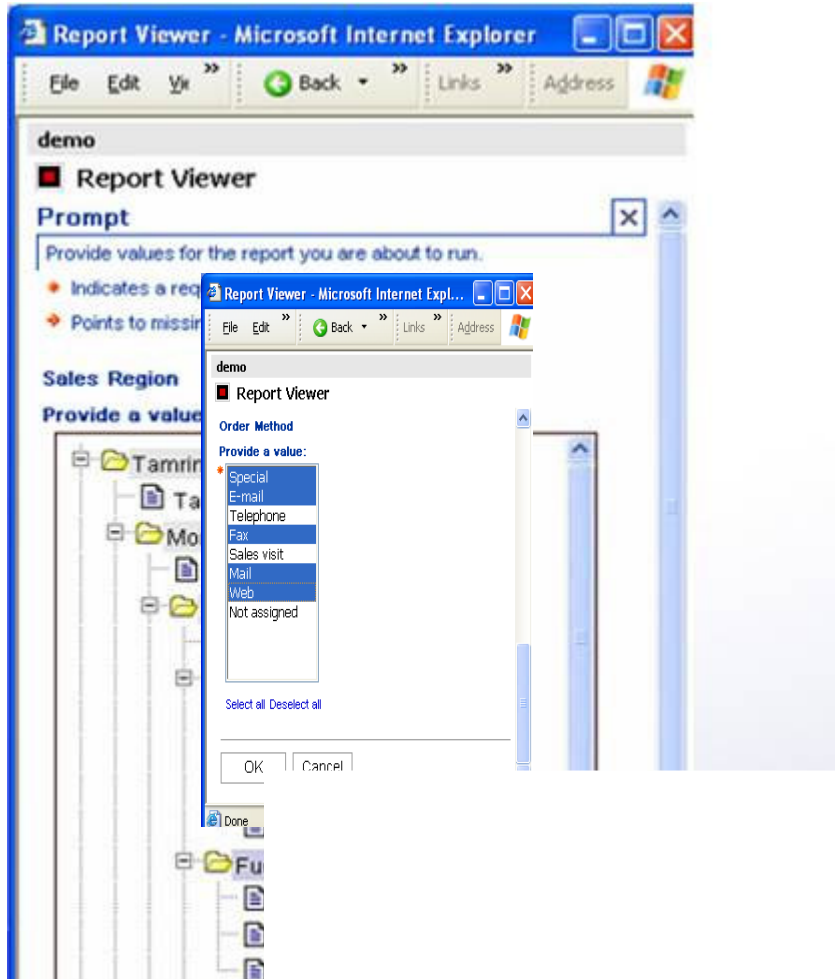 Report Viewer - Microsoft Internet Explorer
File Edit » Back » Links » Address
demo
Report Viewer
Prompt
Provide values for the report you are about to run.
Indicates a
Points to
Sales Region
Provide a value
Report Viewer - Microsoft Internet Expl...
File Edit » Back » Links » Address
demo
Report Viewer
Order Method
Provide a value:
Special
E-mail
Telephone
Fax
Sales visit
Mail
Web
Not assigned
Select all Deselect all
OK Cancel
Done